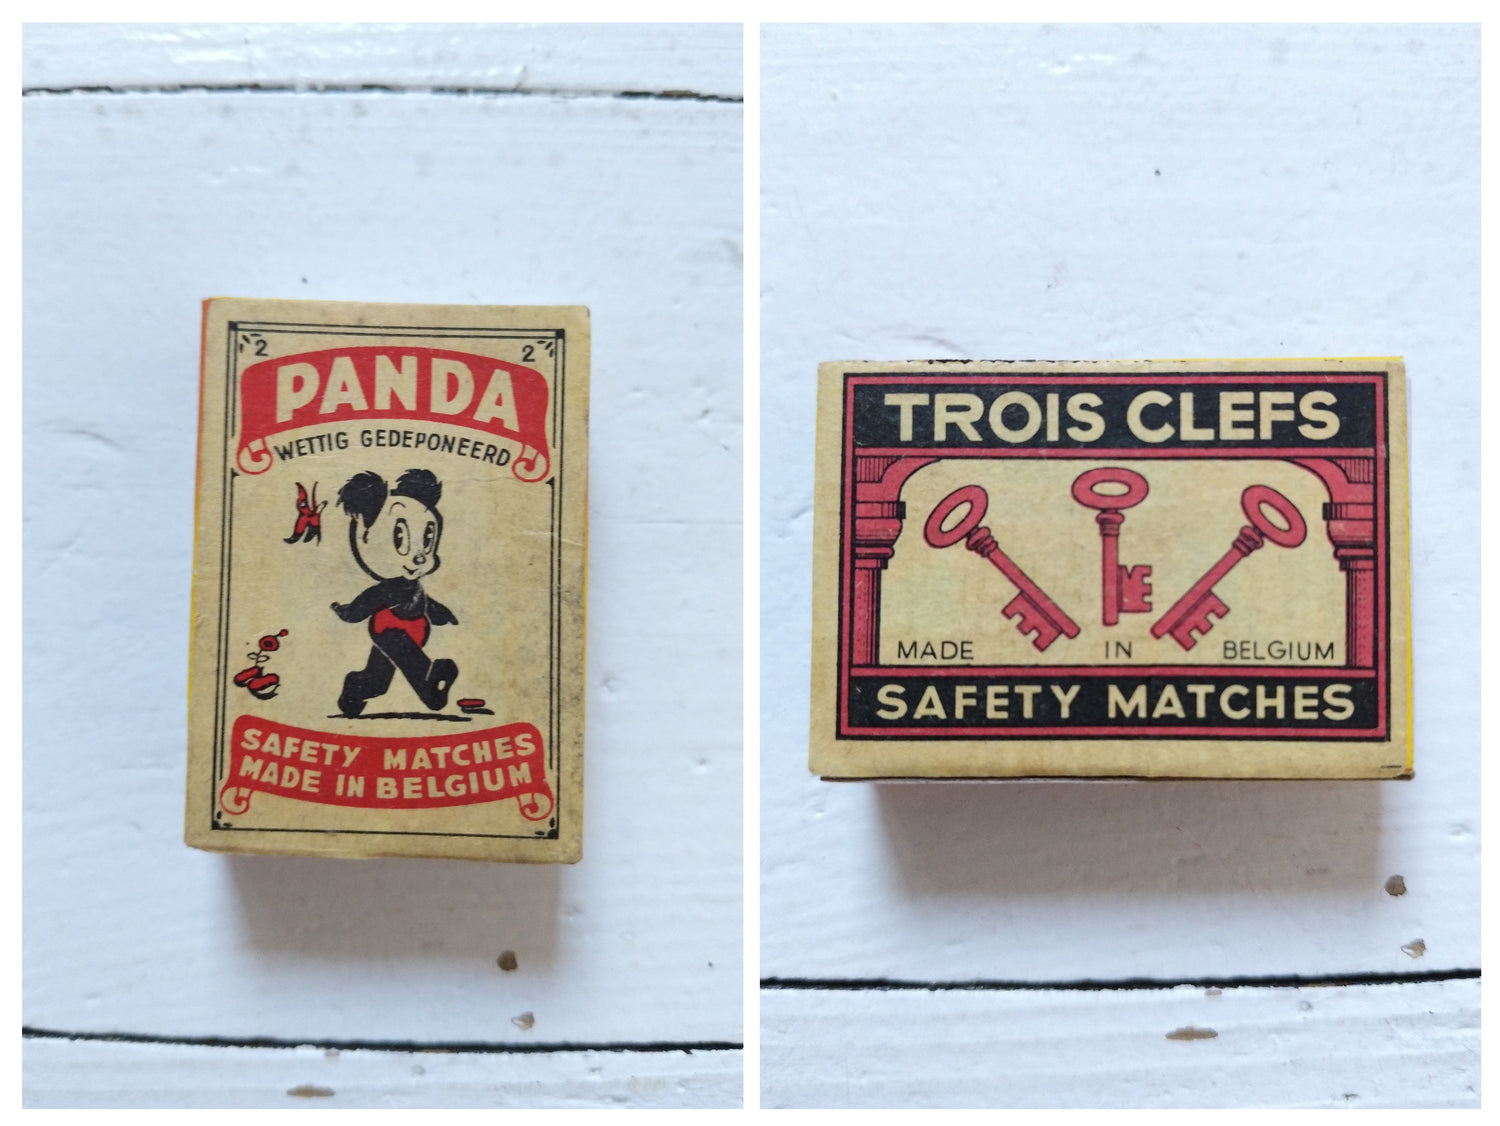 2 2
PANDA
WETTIG GEDEPONEERD
SAFETY MATCHES
MADE IN BELGIUM
TROIS CLEFS
MADE IN BELGIUM
SAFETY MATCHES